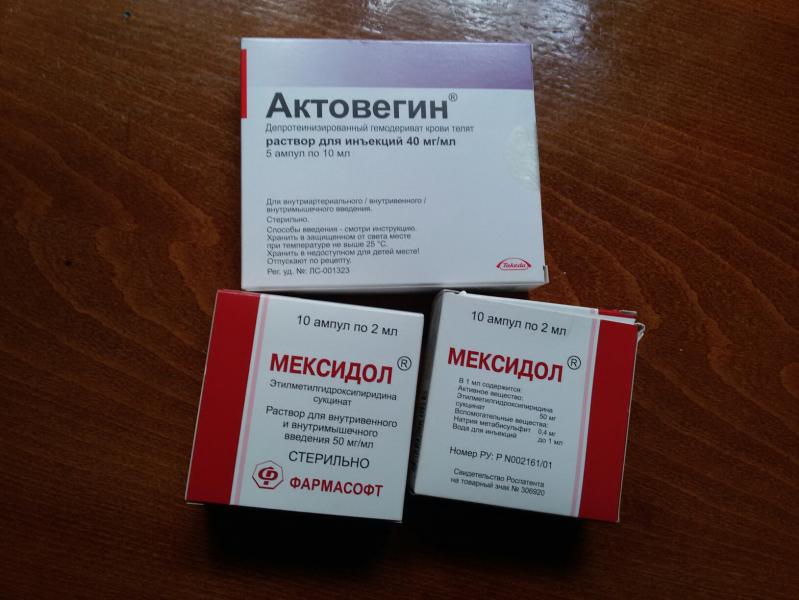 Актовегин®
Депротеинизированный гемодериват крови телят
раствор для инъекций 40 мг/мл
5 ампул по 10 мл
Для внутриартериального / внутривенного /
внутримышечного введения.
Стерильно.
Способы введения - смотри инструкцию.
Хранить в защищенном от света месте
при температуре не выше 25 °C.
Хранить в недоступном для детей месте!
Отпускают по рецепту.
Рег. уд. №: ЛС-001323
Takeda
10 ампул по 2 мл
МЕКСИДОЛ®
Этилметилгидроксипиридина
сукцинат
Раствор для внутривенного
и внутримышечного
введения 50 мг/мл
СТЕРИЛЬНО
ФАРМАСОФТ
10 ампул по 2 мл
МЕКСИДОЛ®
В 1 мл содержится:
Активное вещество:
Этилметилгидроксипиридина
сукцинат 50 мг
Вспомогательные вещества:
Натрия метабисульфит 0,4 мг
Вода для инъекций до 1 мл
Номер РУ: Р N002161/01
Свидетельство Роспатента
на товарный знак № 306920